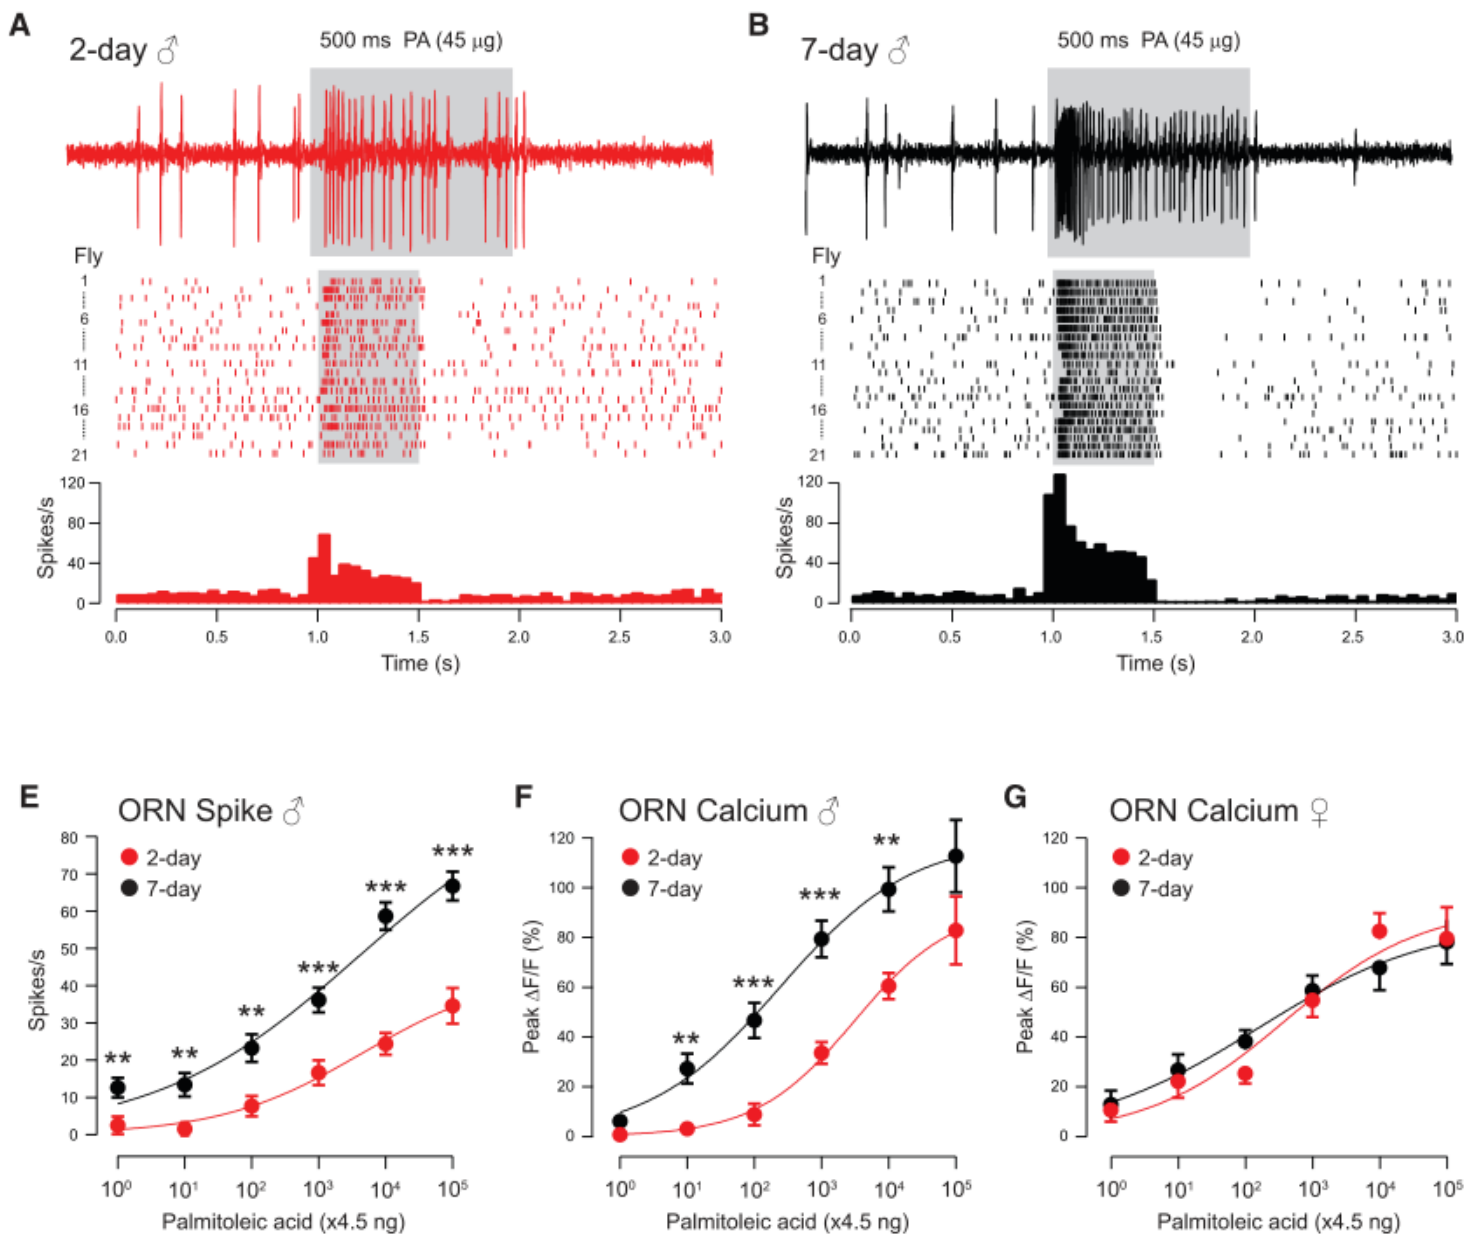 A
2-day ♂
500 ms PA (45 µg)
Fly
1
6
11
16
21
120
80
40
0
Spikes/s
0.0 0.5 1.0 1.5 2.0 2.5 3.0
Time (s)
B
7-day ♂
500 ms PA (45 µg)
Fly
1
6
11
16
21
120
80
40
0
Spikes/s
0.0 0.5 1.0 1.5 2.0 2.5 3.0
Time (s)
E
ORN Spike ♂
80
70
60
50
40
30
20
10
0
Spikes/s
2-day
7-day
** ** ** *** *** ***
10⁰ 10¹ 10² 10³ 10⁴ 10⁵
Palmitoleic acid (x4.5 ng)
F
ORN Calcium ♂
120
100
80
60
40
20
0
Peak ΔF/F (%)
2-day
7-day
** *** *** **
10⁰ 10¹ 10² 10³ 10⁴ 10⁵
Palmitoleic acid (x4.5 ng)
G
ORN Calcium ♀
120
100
80
60
40
20
0
Peak ΔF/F (%)
2-day
7-day
10⁰ 10¹ 10² 10³ 10⁴ 10⁵
Palmitoleic acid (x4.5 ng)